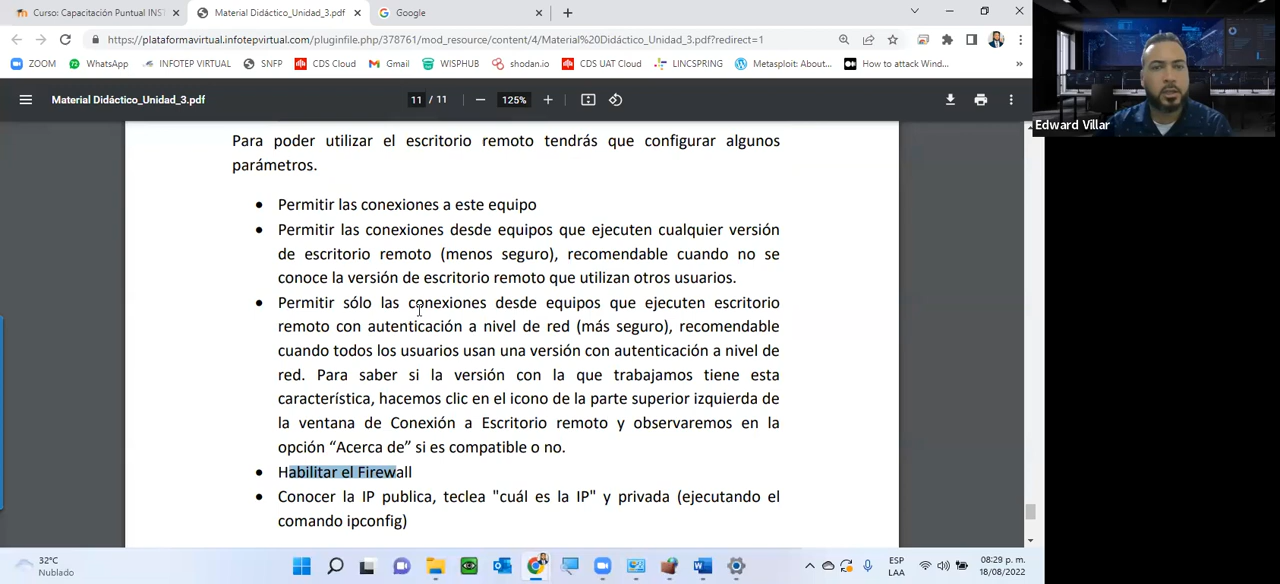 Curso: Capacitación Puntual INS
Material Didáctico_Unidad_3.pdf
Google
https://plataformavirtual.infotepvirtual.com/pluginfile.php/378761/mod_resource/content/4/Material%20Didáctico_Unidad_3.pdf?redirect=1
ZOOM WhatsApp INFOTEP VIRTUAL SNFP CDS Cloud Gmail WISPHUB shodan.io CDS UAT Cloud LINCSPRING Metasploit: About... How to attack Wind... »
Material Didáctico_Unidad_3.pdf 11 / 11 125%
Edward Villar
Para poder utilizar el escritorio remoto tendrás que configurar algunos
parámetros.
• Permitir las conexiones a este equipo
• Permitir las conexiones desde equipos que ejecuten cualquier versión
de escritorio remoto (menos seguro), recomendable cuando no se
conoce la versión de escritorio remoto que utilizan otros usuarios.
• Permitir sólo las conexiones desde equipos que ejecuten escritorio
remoto con autenticación a nivel de red (más seguro), recomendable
cuando todos los usuarios usan una versión con autenticación a nivel de
red. Para saber si la versión con la que trabajamos tiene esta
característica, hacemos clic en el icono de la parte superior izquierda de
la ventana de Conexión a Escritorio remoto y observaremos en la
opción “Acerca de” si es compatible o no.
• Habilitar el Firewall
• Conocer la IP publica, teclea "cuál es la IP" y privada (ejecutando el
comando ipconfig)
32°C
Nublado
ESP
LAA
08:29 p. m.
18/08/2022